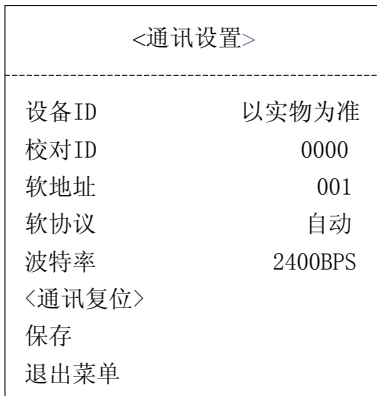 <通讯设置>
设备ID 以实物为准
校对ID 0000
软地址 001
软协议 自动
波特率 2400BPS
<通讯复位>
保存
退出菜单